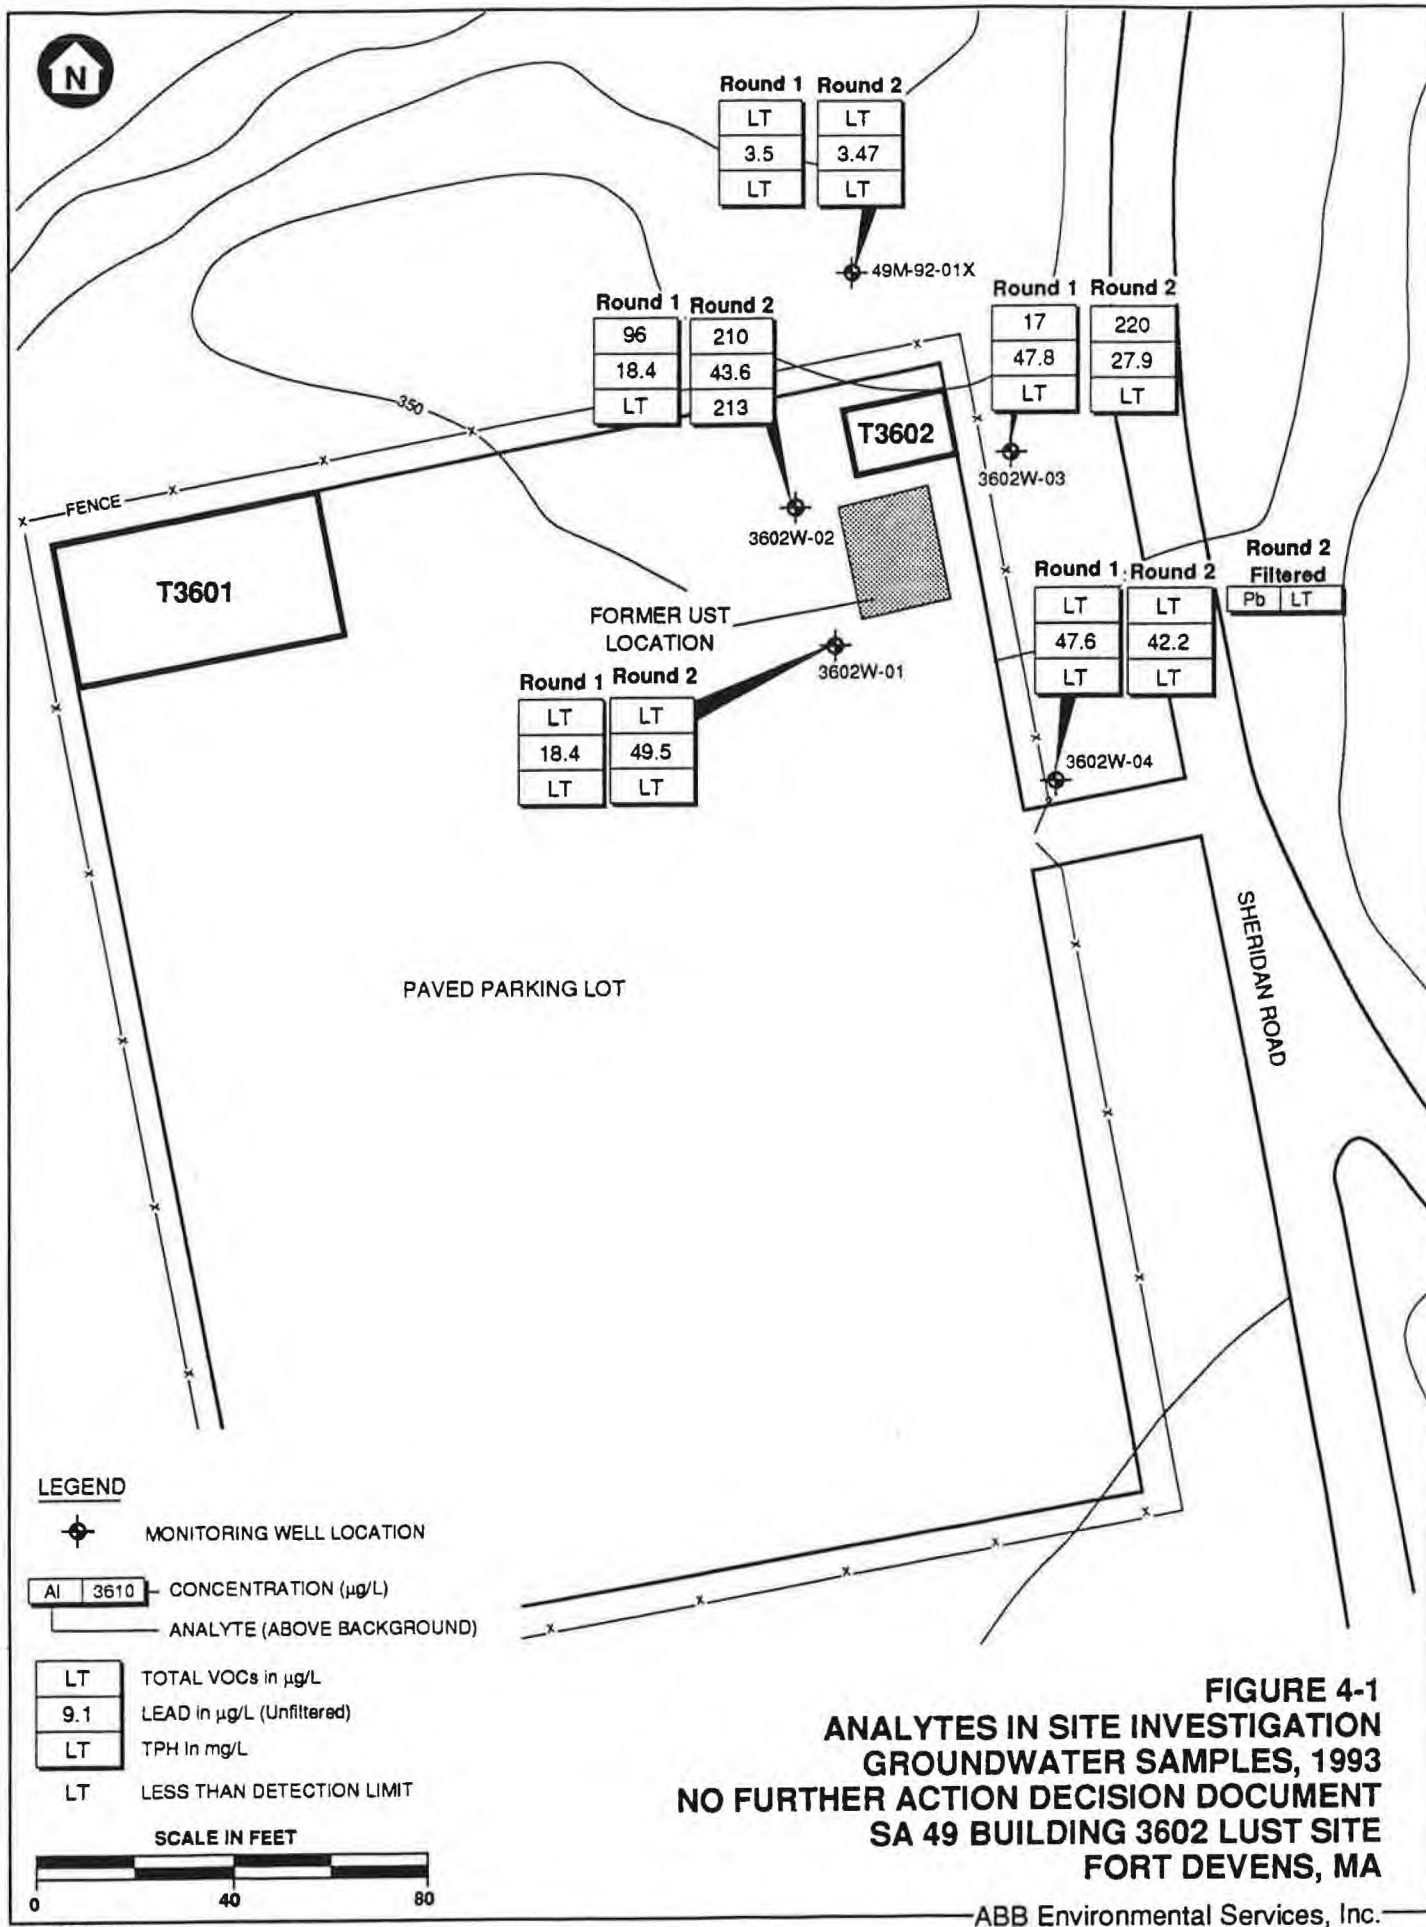 N
Round 1 Round 2
LT LT
3.5 3.47
LT LT
49M-92-01X
Round 1 Round 2
96 210
18.4 43.6
LT 213
Round 1 Round 2
17 220
47.8 27.9
LT LT
350
T3602
3602W-03
FENCE
3602W-02
T3601
Round 2
Filtered
Pb LT
Round 1 Round 2
LT LT
47.6 42.2
LT LT
FORMER UST
LOCATION
3602W-01
Round 1 Round 2
LT LT
18.4 49.5
LT LT
3602W-04
SHERIDAN ROAD
PAVED PARKING LOT
LEGEND
MONITORING WELL LOCATION
Al 3610 CONCENTRATION (µg/L)
ANALYTE (ABOVE BACKGROUND)
LT TOTAL VOCs in µg/L
9.1 LEAD in µg/L (Unfiltered)
LT TPH in mg/L
LT LESS THAN DETECTION LIMIT
SCALE IN FEET
0 40 80
FIGURE 4-1
ANALYTES IN SITE INVESTIGATION
GROUNDWATER SAMPLES, 1993
NO FURTHER ACTION DECISION DOCUMENT
SA 49 BUILDING 3602 LUST SITE
FORT DEVENS, MA
ABB Environmental Services, Inc.